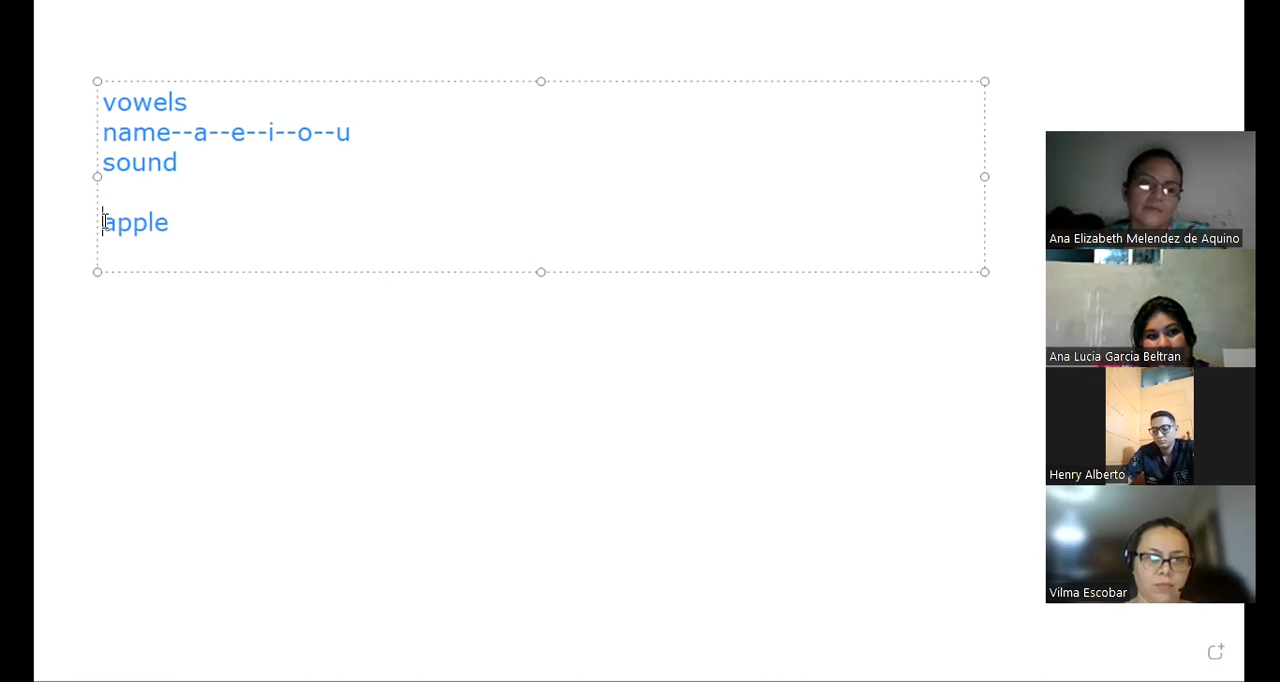 vowels
name--a--e--i--o--u
sound
apple
Ana Elizabeth Melendez de Aquino
Ana Lucia Garcia Beltran
Henry Alberto
Vilma Escobar